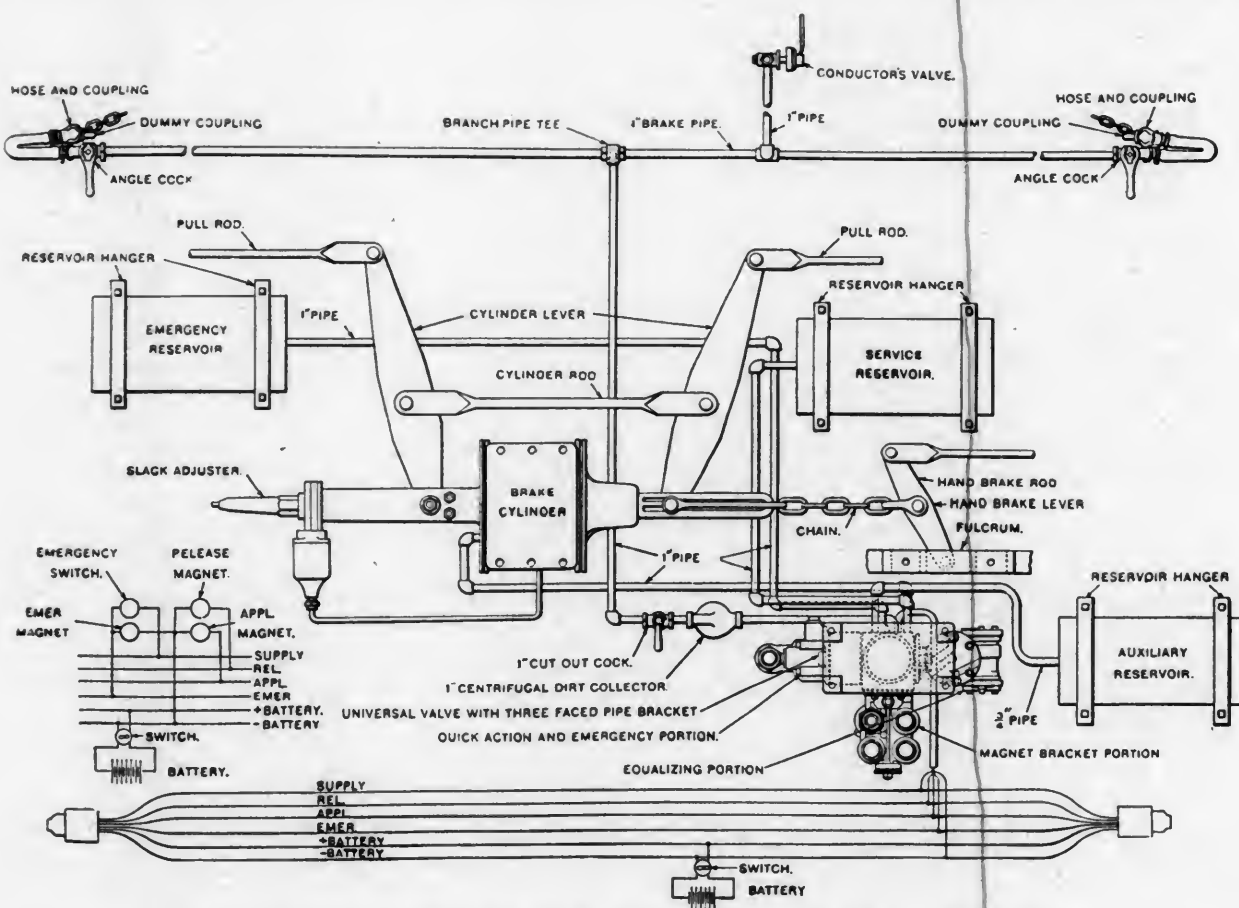 CONDUCTOR'S VALVE.
HOSE AND COUPLING
DUMMY COUPLING
BRANCH PIPE TEE
1" BRAKE PIPE.
1" PIPE
HOSE AND COUPLING
DUMMY COUPLING
ANGLE COCK
ANGLE COCK
PULL ROD.
PULL ROD.
RESERVOIR HANGER
RESERVOIR HANGER
1" PIPE
CYLINDER LEVER
EMERGENCY
RESERVOIR
SERVICE
RESERVOIR.
CYLINDER ROD
SLACK ADJUSTER.
BRAKE
CYLINDER
HAND BRAKE ROD
HAND BRAKE LEVER
CHAIN.
FULCRUM.
EMERGENCY
SWITCH.
PELEASE
MAGNET.
1" PIPE
RESERVOIR HANGER
EMER
MAGNET
APPL.
MAGNET.
SUPPLY
REL.
APPL.
EMER
+BATTERY.
-BATTERY
SWITCH.
BATTERY.
1" CUT OUT COCK.
1" CENTRIFUGAL DIRT COLLECTOR
UNIVERSAL VALVE WITH THREE FACED PIPE BRACKET
QUICK ACTION AND EMERGENCY PORTION.
EQUALIZING PORTION
MAGNET BRACKET PORTION
AUXILIARY
RESERVOIR.
3/4" PIPE
SUPPLY
REL.
APPL.
EMER.
+BATTERY
-BATTERY
SWITCH.
BATTERY